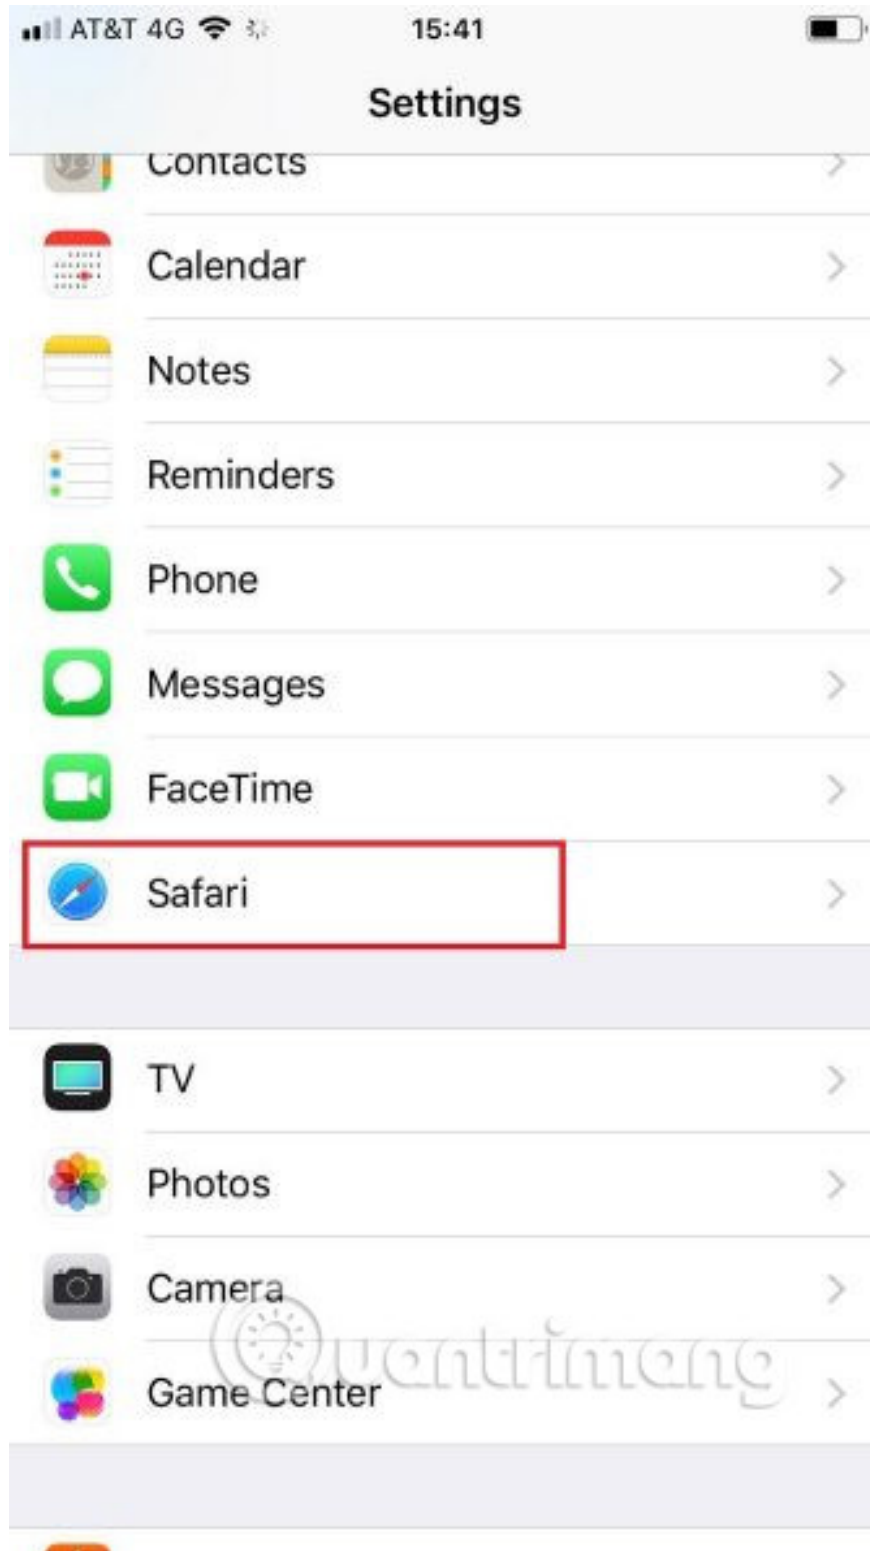 AT&T 4G 15:41
Settings
Contacts
Calendar
Notes
Reminders
Phone
Messages
FaceTime
Safari
TV
Photos
Camera
Quantrimang
Game Center